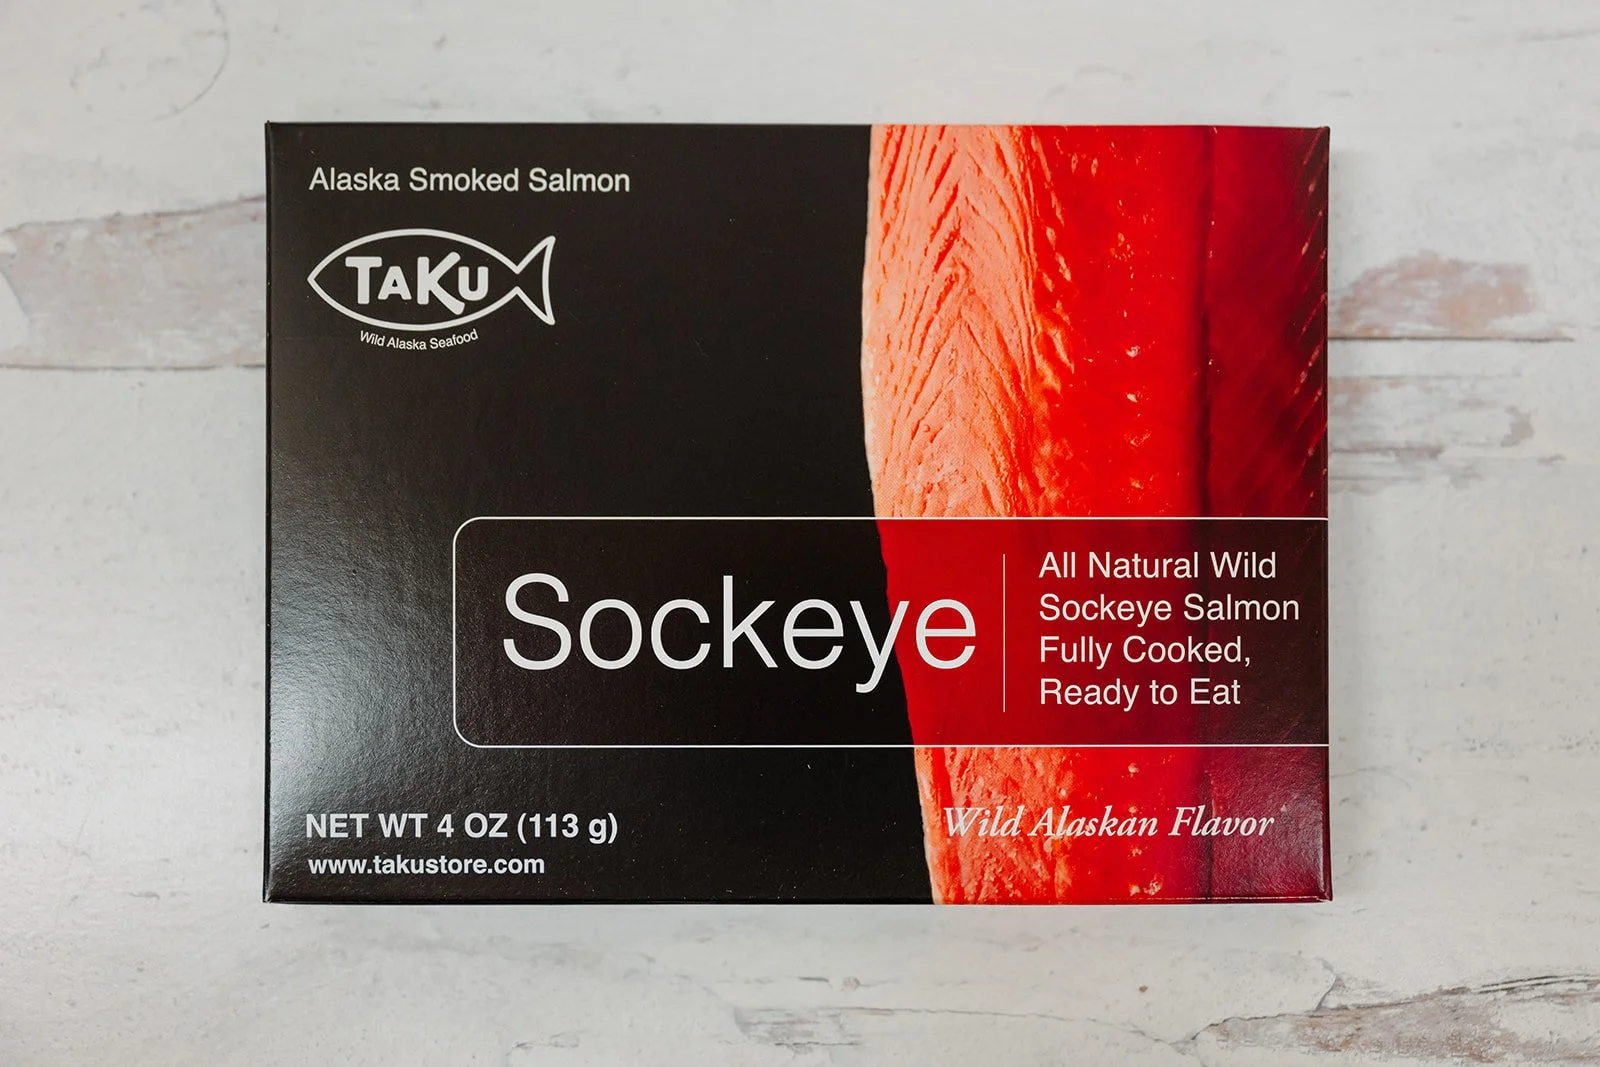 Alaska Smoked Salmon
TAKU
Wild Alaska Seafood
Sockeye
All Natural Wild
Sockeye Salmon
Fully Cooked,
Ready to Eat
NET WT 4 OZ (113 g)
www.takustore.com
Wild Alaskan Flavor